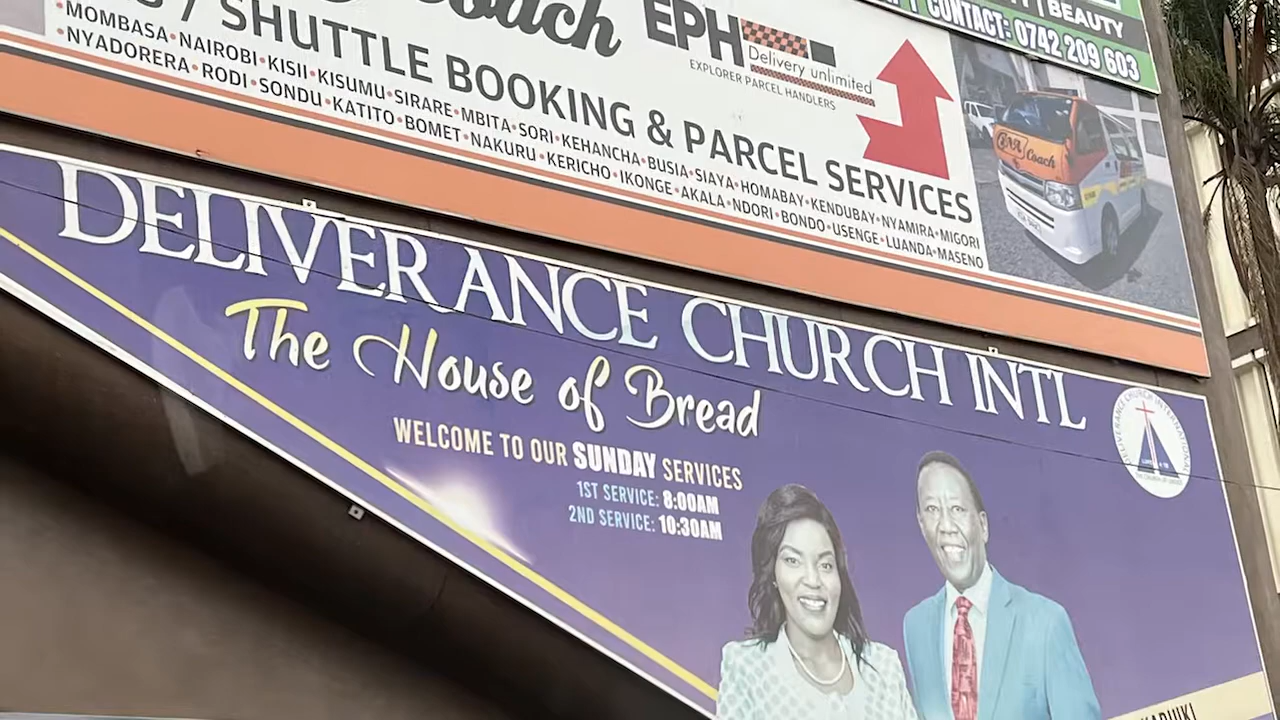 BEAUTY
CONTACT: 0742 209 603
Coach
EPH
Delivery unlimited
EXPLORER PARCEL HANDLERS
/ SHUTTLE BOOKING & PARCEL SERVICES
•MOMBASA•NAIROBI•KISII•KISUMU•SIRARE•MBITA•SORI•KEHANCHA•BUSIA•SIAYA•HOMABAY•KENDUBAY•NYAMIRA•MIGORI
•NYADORERA•RODI•SONDU•KATITO•BOMET•NAKURU•KERICHO•IKONGE•AKALA•NDORI•BONDO•USENGE•LUANDA•MASENO
Coach
DELIVERANCE CHURCH INTL
The House of Bread
WELCOME TO OUR SUNDAY SERVICES
1ST SERVICE: 8:00AM
2ND SERVICE: 10:30AM
DELIVERANCE CHURCH INTERNATIONAL